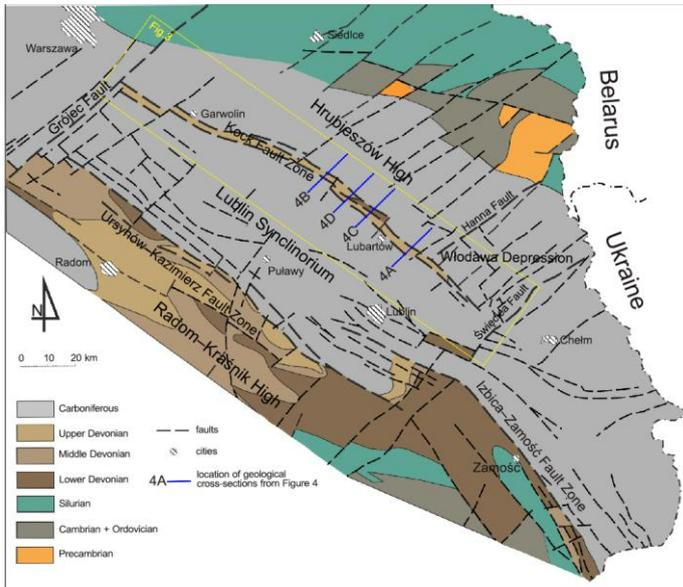 Warszawa
Fig.3
Siedlce
Belarus
Grójec Fault
Garwolin
Kock Fault Zone
Hrubieszów High
4B
4D
4C
4A
Lubartów
Hanna Fault
Włodawa Depression
Ukraine
Lublin Synclinorium
Radom
Ursynów–Kazimierz Fault Zone
Puławy
Święcica Fault
Lublin
Chełm
N
Radom–Kraśnik High
0 10 20 km
Izbica–Zamość Fault Zone
Zamość
Carboniferous
Upper Devonian
Middle Devonian
Lower Devonian
Silurian
Cambrian + Ordovician
Precambrian
faults
cities
4A location of geological
cross-sections from Figure 4